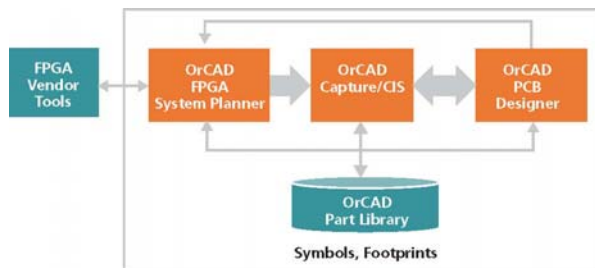 FPGA
Vendor
Tools
OrCAD
FPGA
System Planner
OrCAD
Capture/CIS
OrCAD
PCB
Designer
OrCAD
Part Library
Symbols, Footprints